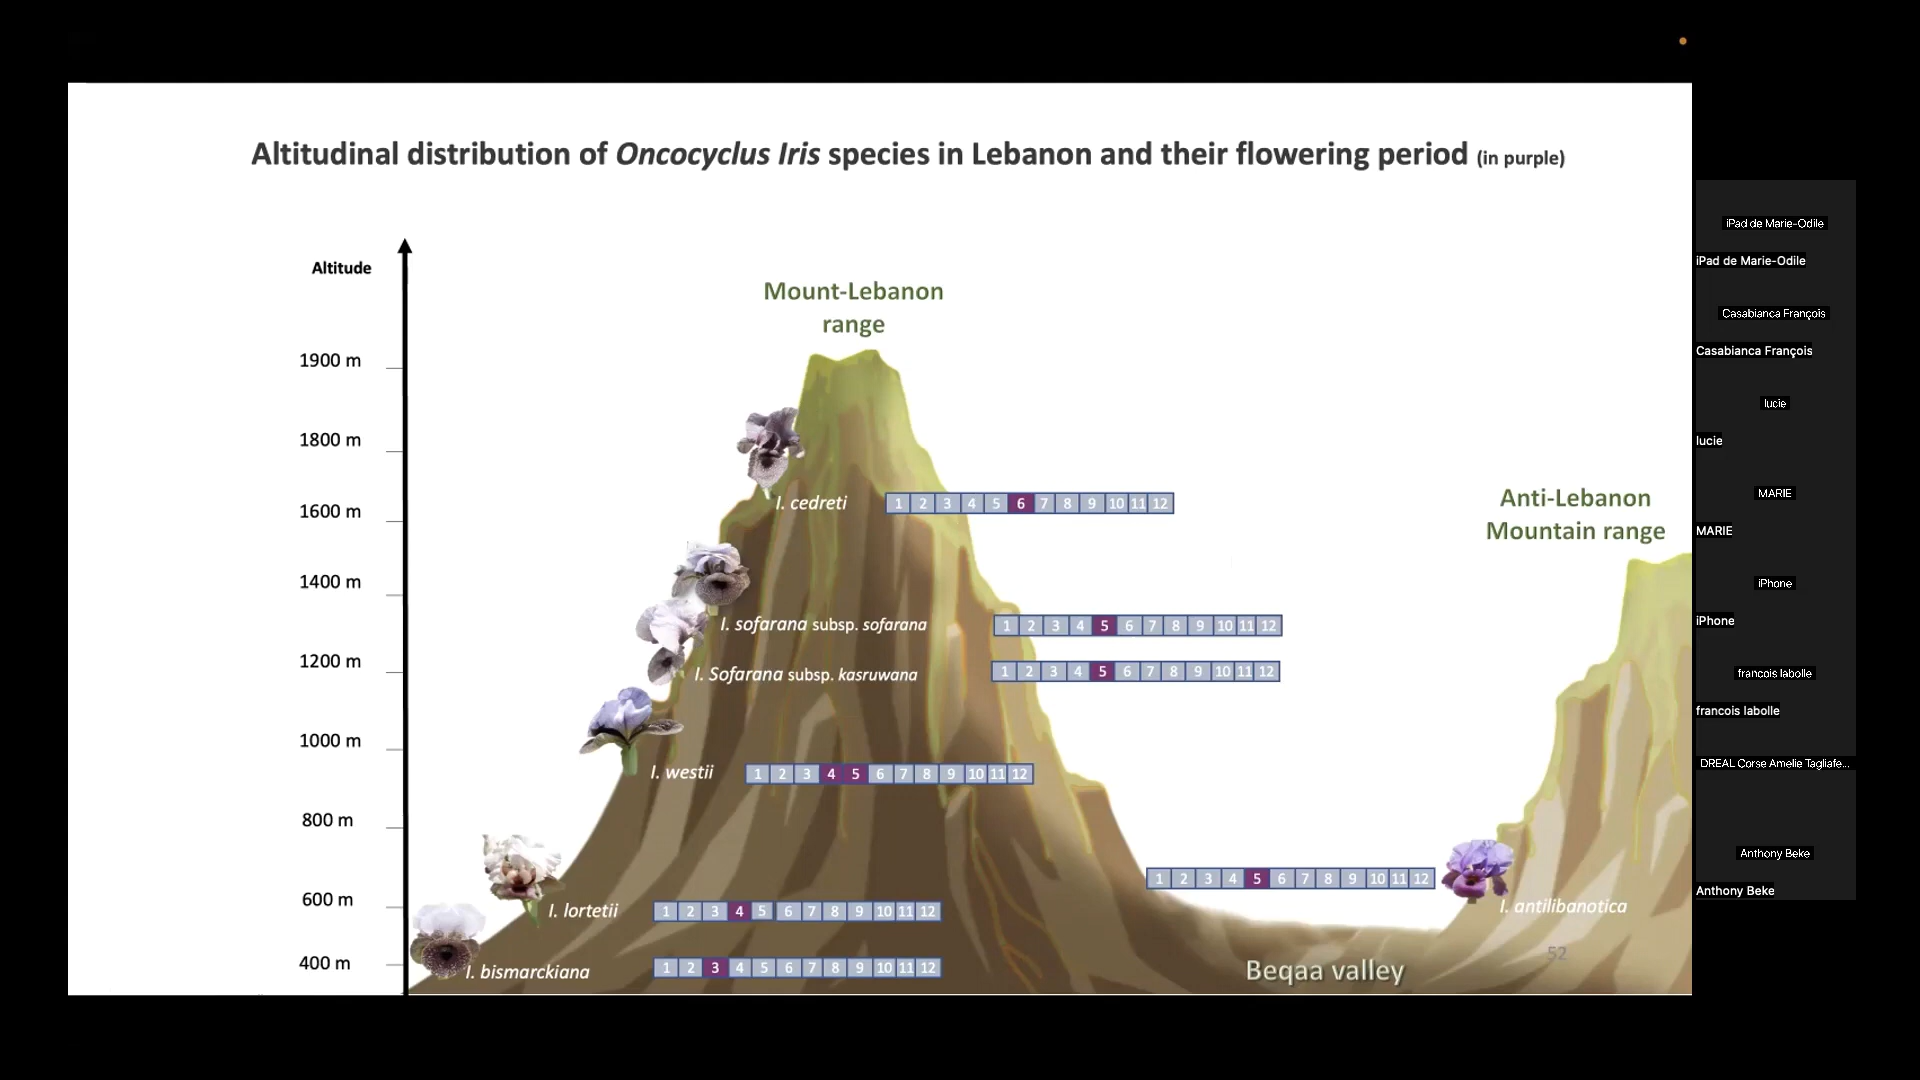 Altitudinal distribution of Oncocyclus Iris species in Lebanon and their flowering period (in purple)
Altitude
1900 m
1800 m
1600 m
1400 m
1200 m
1000 m
800 m
600 m
400 m
Mount-Lebanon
range
I. cedreti
1 2 3 4 5 6 7 8 9 10 11 12
I. sofarana subsp. sofarana
1 2 3 4 5 6 7 8 9 10 11 12
I. Sofarana subsp. kasruwana
1 2 3 4 5 6 7 8 9 10 11 12
I. westii
1 2 3 4 5 6 7 8 9 10 11 12
I. lortetii
1 2 3 4 5 6 7 8 9 10 11 12
I. bismarckiana
1 2 3 4 5 6 7 8 9 10 11 12
Anti-Lebanon
Mountain range
1 2 3 4 5 6 7 8 9 10 11 12
I. antilibanotica
52
Beqaa valley
iPad de Marie-Odile
iPad de Marie-Odile
Casabianca François
Casabianca François
lucie
lucie
MARIE
MARIE
iPhone
iPhone
francois labolle
francois labolle
DREAL Corse Amelie Tagliafe...
Anthony Beke
Anthony Beke